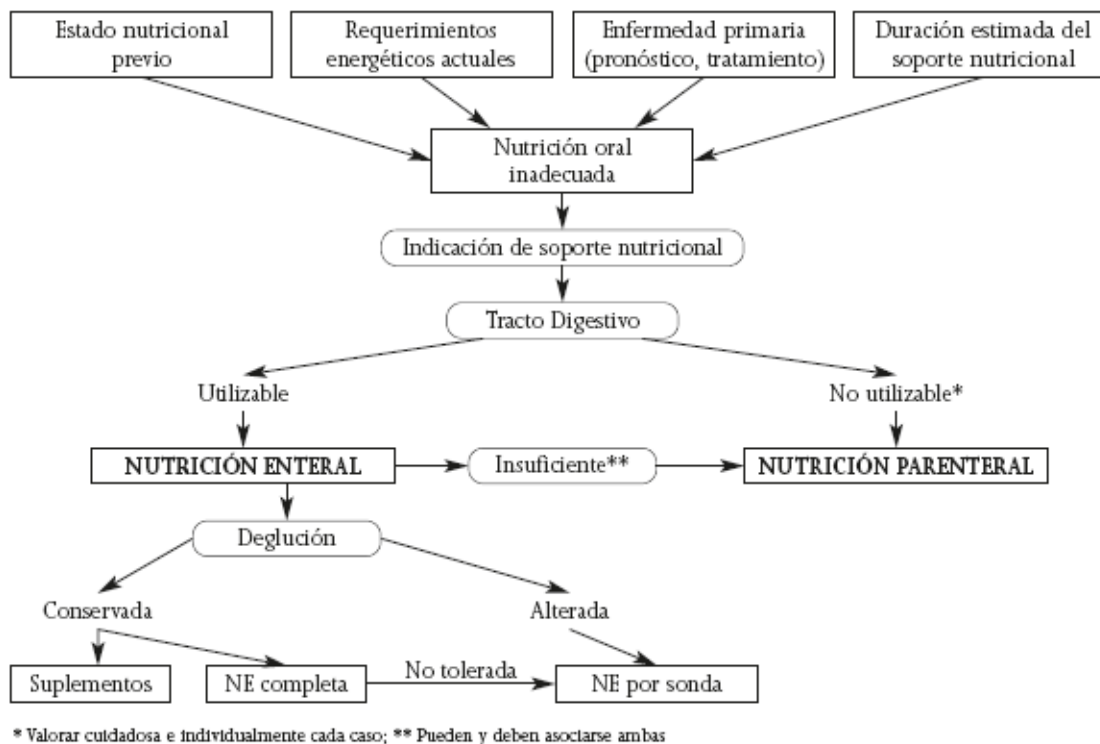 Estado nutricional
previo
Requerimientos
energéticos actuales
Enfermedad primaria
(pronóstico, tratamiento)
Duración estimada del
soporte nutricional
Nutrición oral
inadecuada
Indicación de soporte nutricional
Tracto Digestivo
Utilizable
No utilizable*
NUTRICIÓN ENTERAL
Insuficiente**
NUTRICIÓN PARENTERAL
Deglución
Conservada
Alterada
Suplementos
NE completa
No tolerada
NE por sonda
* Valorar cuidadosa e individualmente cada caso; ** Pueden y deben asociarse ambas